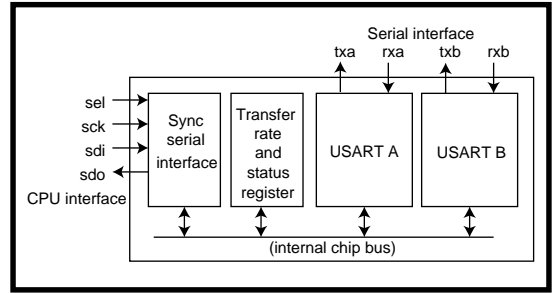 Serial interface
txa rxa txb rxb
sel
sck
sdi
sdo
CPU interface
Sync
serial
interface
Transfer
rate
and
status
register
USART A
USART B
(internal chip bus)